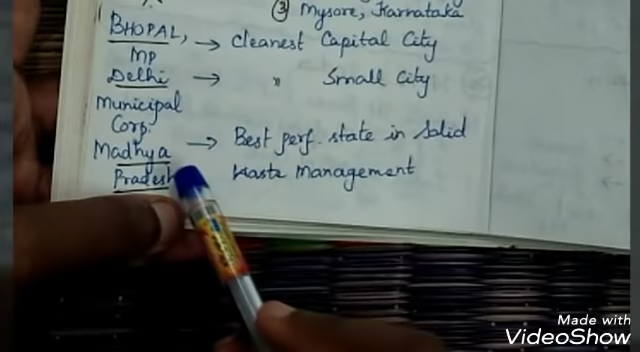 ③ Mysore, Karnataka
BHOPAL, → Cleanest Capital City
MP
Delhi → " Small City
Municipal
Corp.
Madhya → Best perf. state in Solid
Pradesh Waste Management
Made with
VideoShow